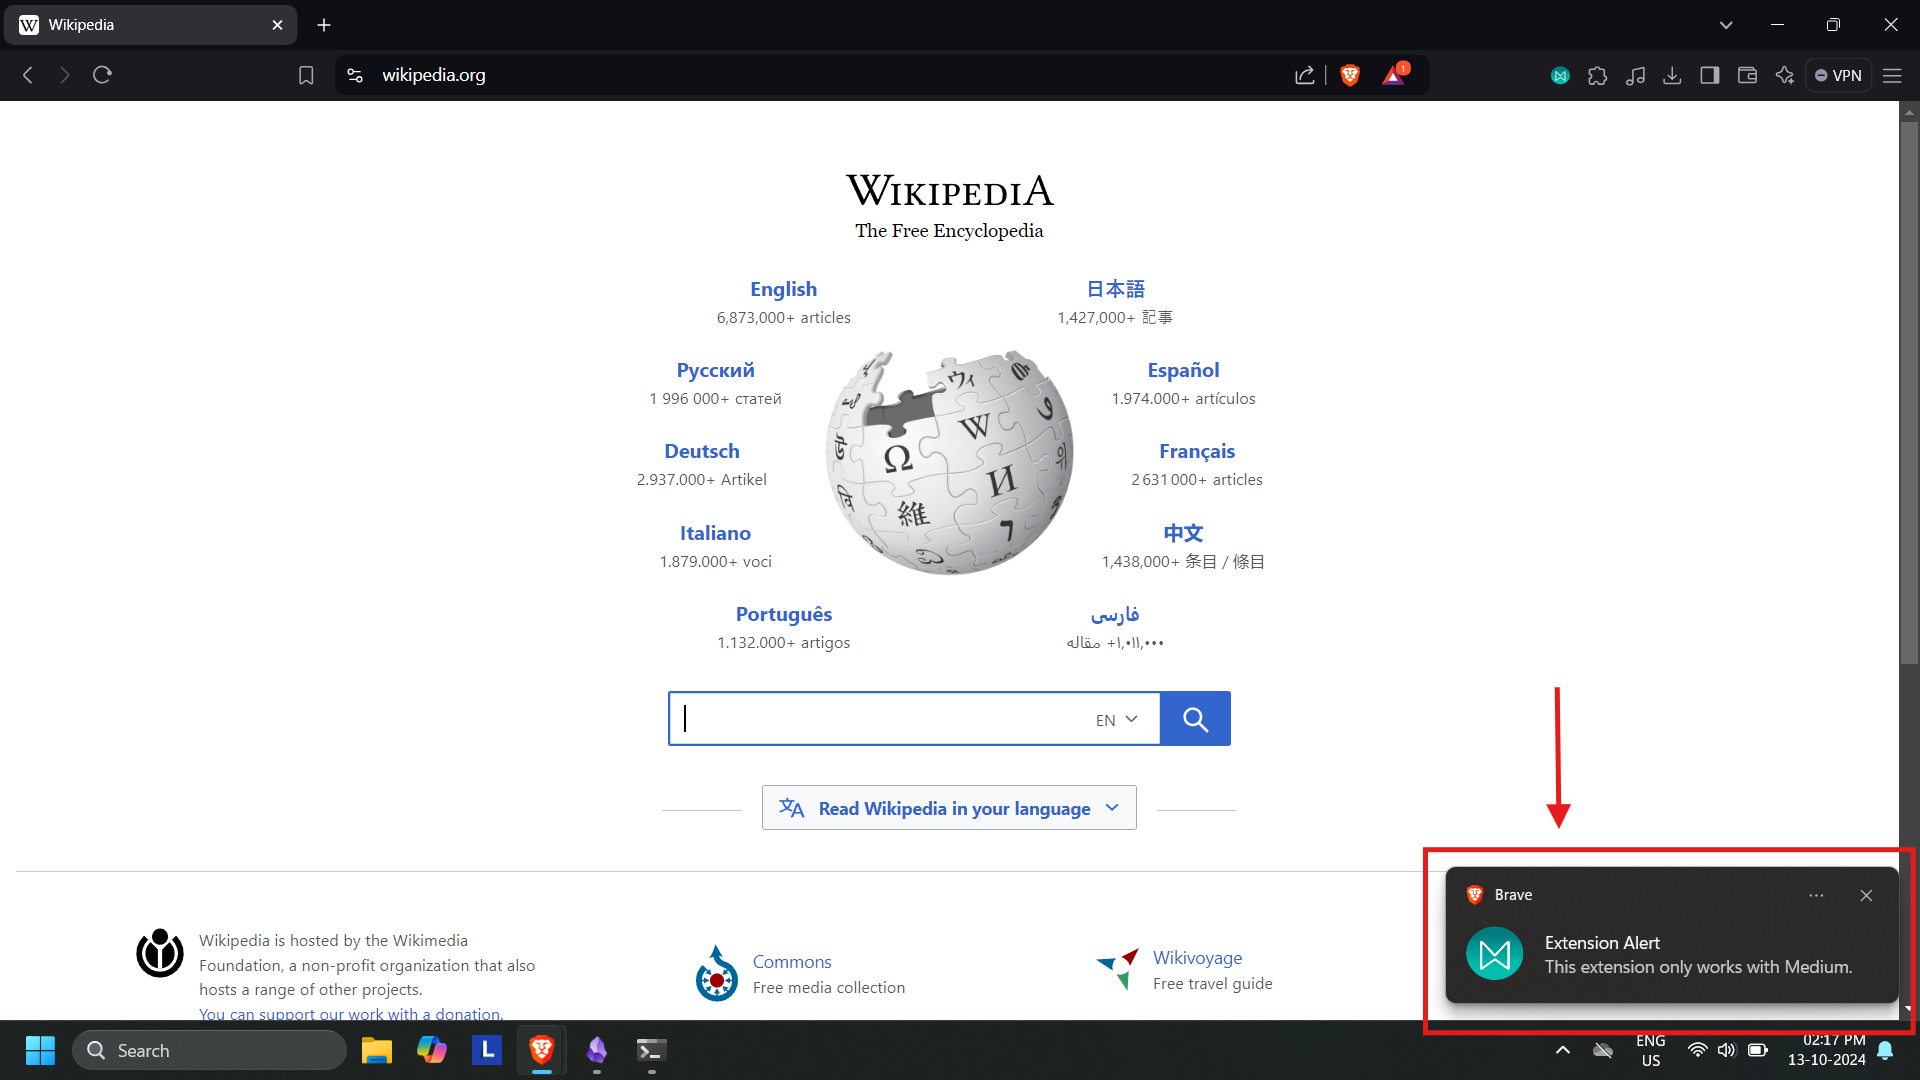 Wikipedia
wikipedia.org
1
VPN
WIKIPEDIA
The Free Encyclopedia
English
6,873,000+ articles
日本語
1,427,000+ 記事
Русский
1 996 000+ статей
Español
1.974.000+ artículos
Deutsch
2.937.000+ Artikel
Français
2 631 000+ articles
Italiano
1.879.000+ voci
中文
1,438,000+ 条目 / 條目
Português
1.132.000+ artigos
فارسی
۱٬۰۱۱٬۰۰۰+ مقاله
Ω
W
И
維
ウィ
EN
Read Wikipedia in your language
Wikipedia is hosted by the Wikimedia
Foundation, a non-profit organization that also
hosts a range of other projects.
You can support our work with a donation.
Commons
Free media collection
Wikivoyage
Free travel guide
Brave
Extension Alert
This extension only works with Medium.
Search
L
ENG
US
02:17 PM
13-10-2024